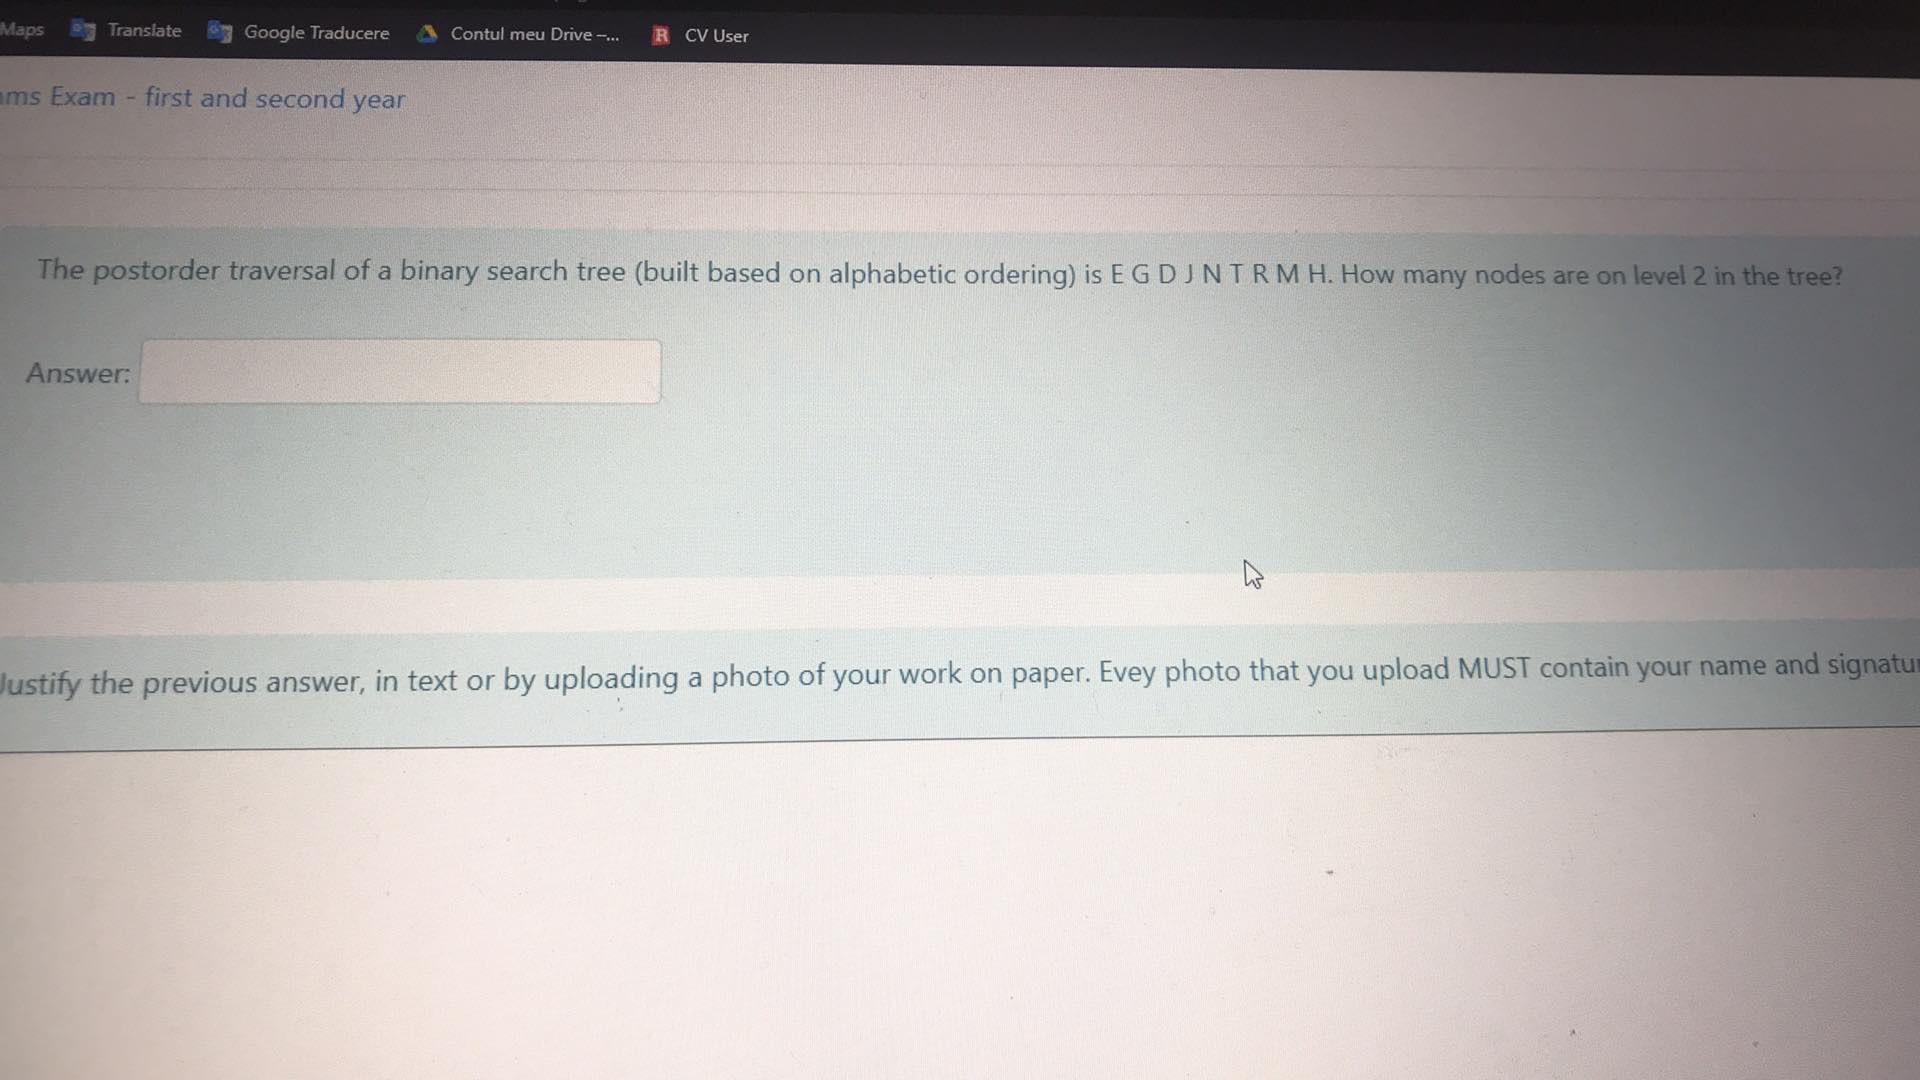 Maps Translate Google Traducere Contul meu Drive –... CV User
ms Exam - first and second year
The postorder traversal of a binary search tree (built based on alphabetic ordering) is E G D J N T R M H. How many nodes are on level 2 in the tree?
Answer:
Justify the previous answer, in text or by uploading a photo of your work on paper. Evey photo that you upload MUST contain your name and signatu